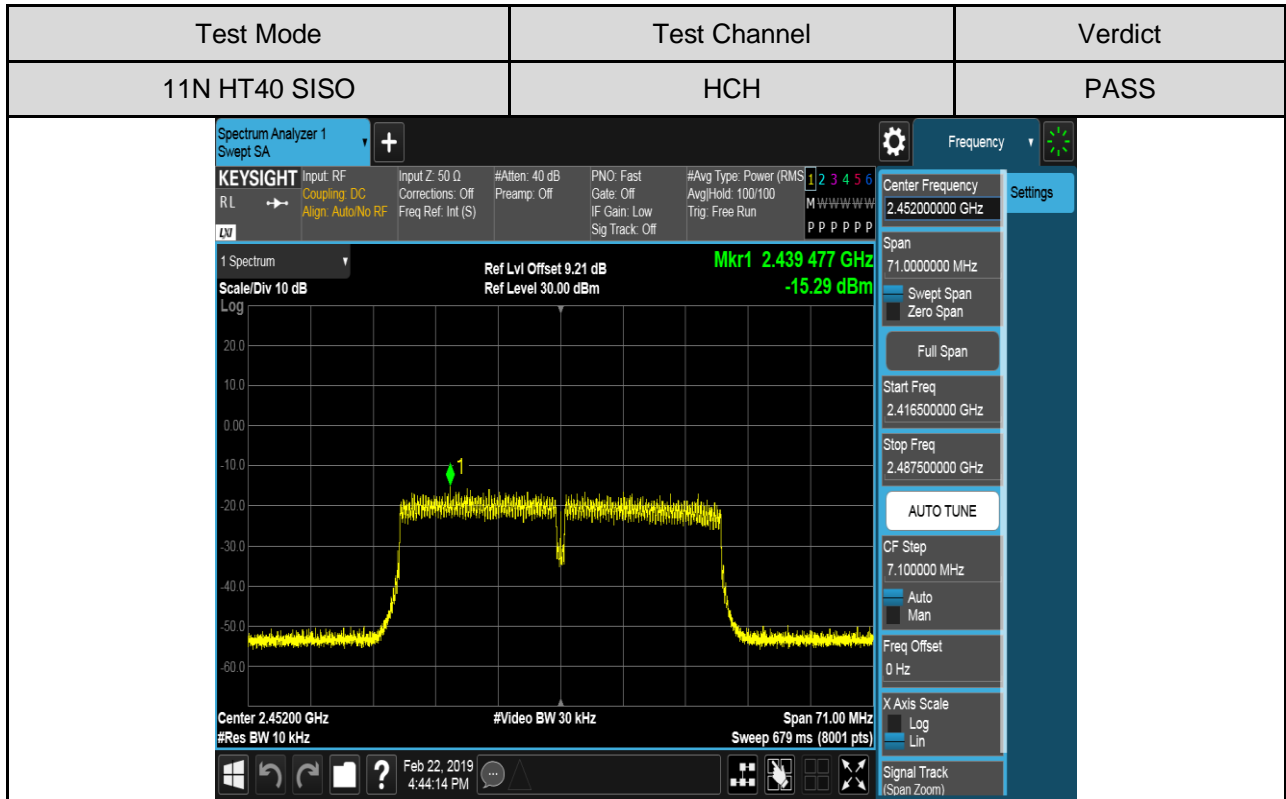 Test Mode Test Channel Verdict
11N HT40 SISO HCH PASS
Spectrum Analyzer 1
Swept SA
+
Frequency
KEYSIGHT Input: RF Input Z: 50 Ω #Atten: 40 dB PNO: Fast #Avg Type: Power (RMS 1 2 3 4 5 6
RL Coupling: DC Corrections: Off Preamp: Off Gate: Off Avg|Hold: 100/100 M W W W W W
Align: Auto/No RF Freq Ref: Int (S) IF Gain: Low Trig: Free Run
LXI Sig Track: Off P P P P P P
1 Spectrum
Scale/Div 10 dB
Ref Lvl Offset 9.21 dB
Ref Level 30.00 dBm
Mkr1 2.439 477 GHz
-15.29 dBm
Log
20.0
10.0
0.00
-10.0
-20.0
-30.0
-40.0
-50.0
-60.0
1
Center 2.45200 GHz #Video BW 30 kHz Span 71.00 MHz
#Res BW 10 kHz Sweep 679 ms (8001 pts)
Center Frequency
2.452000000 GHz
Settings
Span
71.0000000 MHz
Swept Span
Zero Span
Full Span
Start Freq
2.416500000 GHz
Stop Freq
2.487500000 GHz
AUTO TUNE
CF Step
7.100000 MHz
Auto
Man
Freq Offset
0 Hz
X Axis Scale
Log
Lin
Signal Track
(Span Zoom)
? Feb 22, 2019
4:44:14 PM